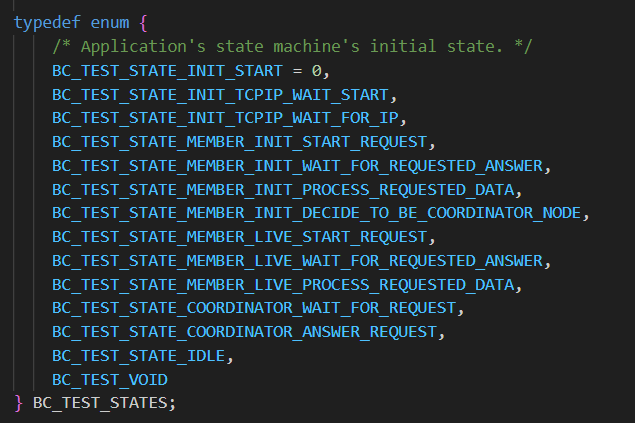 typedef enum {
/* Application's state machine's initial state. */
BC_TEST_STATE_INIT_START = 0,
BC_TEST_STATE_INIT_TCPIP_WAIT_START,
BC_TEST_STATE_INIT_TCPIP_WAIT_FOR_IP,
BC_TEST_STATE_MEMBER_INIT_START_REQUEST,
BC_TEST_STATE_MEMBER_INIT_WAIT_FOR_REQUESTED_ANSWER,
BC_TEST_STATE_MEMBER_INIT_PROCESS_REQUESTED_DATA,
BC_TEST_STATE_MEMBER_INIT_DECIDE_TO_BE_COORDINATOR_NODE,
BC_TEST_STATE_MEMBER_LIVE_START_REQUEST,
BC_TEST_STATE_MEMBER_LIVE_WAIT_FOR_REQUESTED_ANSWER,
BC_TEST_STATE_MEMBER_LIVE_PROCESS_REQUESTED_DATA,
BC_TEST_STATE_COORDINATOR_WAIT_FOR_REQUEST,
BC_TEST_STATE_COORDINATOR_ANSWER_REQUEST,
BC_TEST_STATE_IDLE,
BC_TEST_VOID
} BC_TEST_STATES;